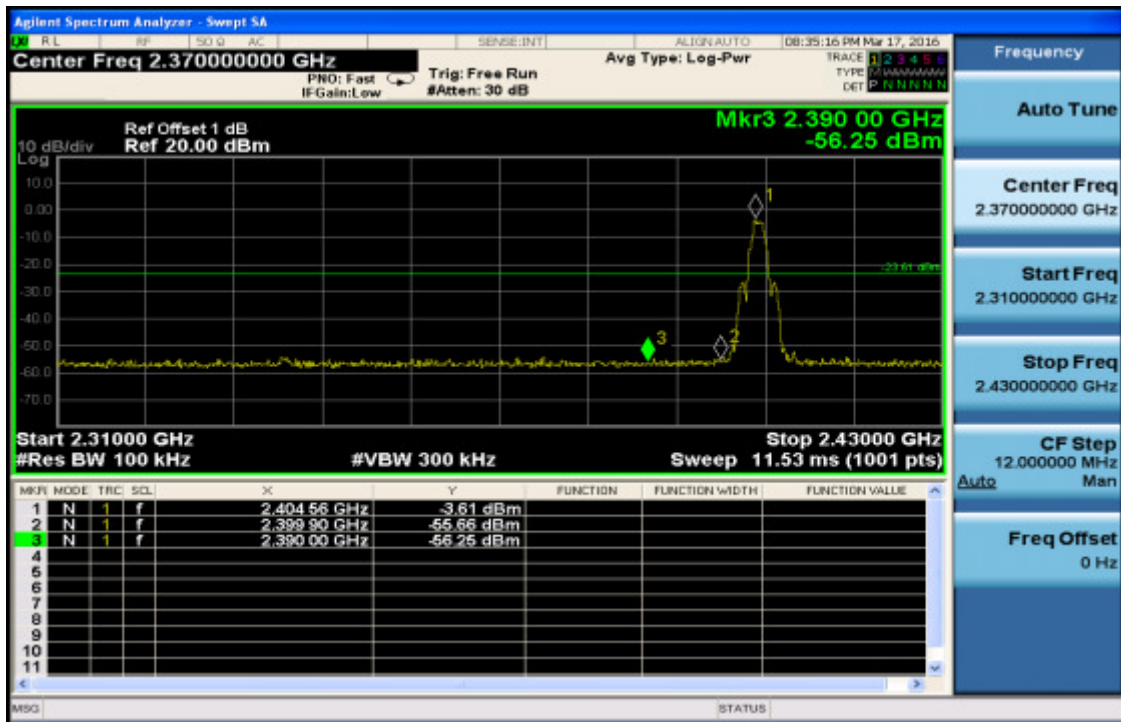 Agilent Spectrum Analyzer - Swept SA
RL RF 50 Ω AC SENSE:INT ALIGN AUTO 08:35:16 PM Mar 17, 2016
Frequency
Center Freq 2.370000000 GHz
PNO: Fast
IFGain:Low
Trig: Free Run
#Atten: 30 dB
Avg Type: Log-Pwr
TRACE 1 2 3 4 5 6
TYPE M
DET P N N N N N
Auto Tune
Mkr3 2.390 00 GHz
-56.25 dBm
Ref Offset 1 dB
10 dB/div Ref 20.00 dBm
Log
10.0
0.00
-10.0
-20.0
-30.0
-40.0
-50.0
-60.0
-70.0
1
-23.61 dBm
3
2
Start 2.31000 GHz Stop 2.43000 GHz
#Res BW 100 kHz #VBW 300 kHz Sweep 11.53 ms (1001 pts)
Center Freq
2.370000000 GHz
Start Freq
2.310000000 GHz
Stop Freq
2.430000000 GHz
CF Step
12.000000 MHz
Auto Man
Freq Offset
0 Hz
MKR MODE TRC SCL X Y FUNCTION FUNCTION WIDTH FUNCTION VALUE
1 N 1 f 2.404 56 GHz -3.61 dBm
2 N 1 f 2.399 90 GHz -55.66 dBm
3 N 1 f 2.390 00 GHz -56.25 dBm
4
5
6
7
8
9
10
11
MSG STATUS